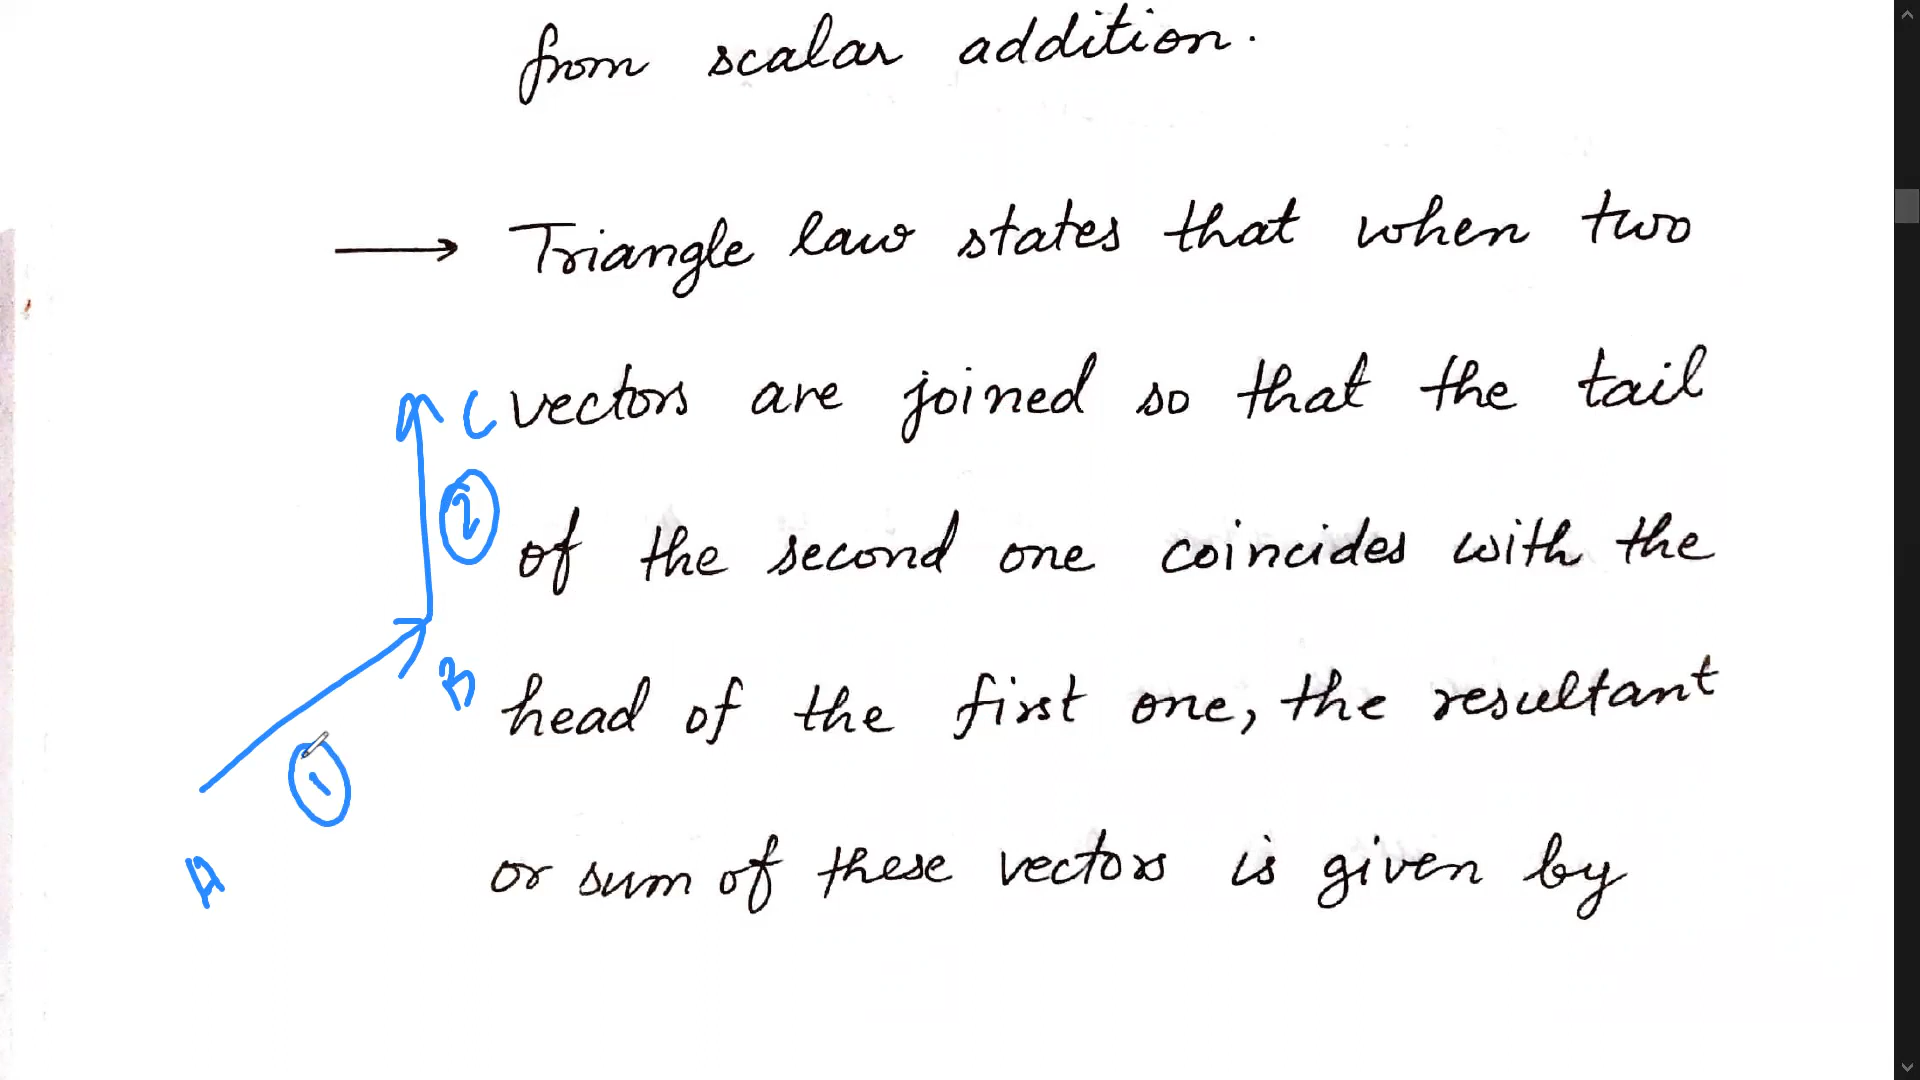 from scalar addition.
→ Triangle law states that when two
vectors are joined so that the tail
of the second one coincides with the
head of the first one, the resultant
or sum of these vectors is given by
C
2
B
1
A